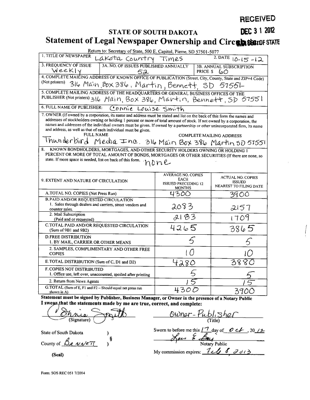 RECEIVED
DEC 31 2012
STATE OF SOUTH DAKOTA
Statement of Legal Newspaper Ownership and Circulation
Return to: Secretary of State, 500 E. Capitol, Pierre, SD 57501-5077
1. TITLE OF NEWSPAPER Lakota Country Times 2. DATE 10-15-12
3. FREQUENCY OF ISSUE Weekly
3A. NO. OF ISSUES PUBLISHED ANNUALLY 52
3B. ANNUAL SUBSCRIPTION PRICE $ 60
4. COMPLETE MAILING ADDRESS OF KNOWN OFFICE OF PUBLICATION (Street, City, County, State and ZIP+4 Code) (Not printers)
316 Main Box 386, Martin, Bennett, SD 57551
5. COMPLETE MAILING ADDRESS OF THE HEADQUARTERS OR GENERAL BUSINESS OFFICES OF THE
PUBLISHER (Not printer) 316 Main, Box 386, Martin, Bennett, SD 57551
6. FULL NAME OF PUBLISHER: Connie Louise Smith
7. OWNER (If owned by a corporation, its name and address must be stated and list on the back of this form the names and
addresses of stockholders owning or holding 1 percent or more of total amount of stock. If not owned by a corporation, the
names and addresses of the individual owners must be given. If owned by a partnership or other unincorporated firm, its name
and address, as well as that of each individual must be given.
FULL NAME COMPLETE MAILING ADDRESS
Thunderbird Media Inc. 316 Main Box 386 Martin SD 57551
8. KNOWN BONDHOLDERS, MORTGAGEES, AND OTHER SECURITY HOLDERS OWNING OR HOLDING 1
PERCENT OR MORE OF TOTAL AMOUNT OF BONDS, MORTGAGES OR OTHER SECURITIES (If there are none, so
state. If more space is needed, list on back of this form.)
none
9. EXTENT AND NATURE OF CIRCULATION
AVERAGE NO. COPIES EACH ISSUED PRECEDING 12 MONTHS
ACTUAL NO. COPIES ISSUED NEAREST TO FILING DATE
A. TOTAL NO. COPIES (Net Press Run) 4300 3900
B. PAID AND/OR REQUESTED CIRCULATION
1. Sales through dealers and carriers, street vendors and counter sales. 2083 2157
2. Mail Subscription (Paid and or requested) 2183 1709
C. TOTAL PAID AND/OR REQUESTED CIRCULATION (Sum of 9B1 and 9B2) 4265 3865
D. FREE DISTRIBUTION
1. BY MAIL, CARRIER OR OTHER MEANS 5 5
2. SAMPLES, COMPLIMENTARY AND OTHER FREE COPIES 10 10
E. TOTAL DISTRIBUTION (Sum of C, D1 and D2) 4280 3880
F. COPIES NOT DISTRIBUTED
1. Office use, left over, unaccounted, spoiled after printing 5 5
2. Return from News Agents 15 15
G. TOTAL (Sum of E, F1 and F2 – Should equal net press run shown in A) 4300 3900
Statement must be signed by Publisher, Business Manager, or Owner in the presence of a Notary Public
I swear that the statements made by me are true, correct, and complete:
Connie Smith Owner-Publisher
(Signature) (Title)
State of South Dakota )
County of Bennett ) §
Sworn to before me this 17 day of Oct, 2012
Notary Public
(Seal) My commission expires:
Form: SOS REC 051 7/2004